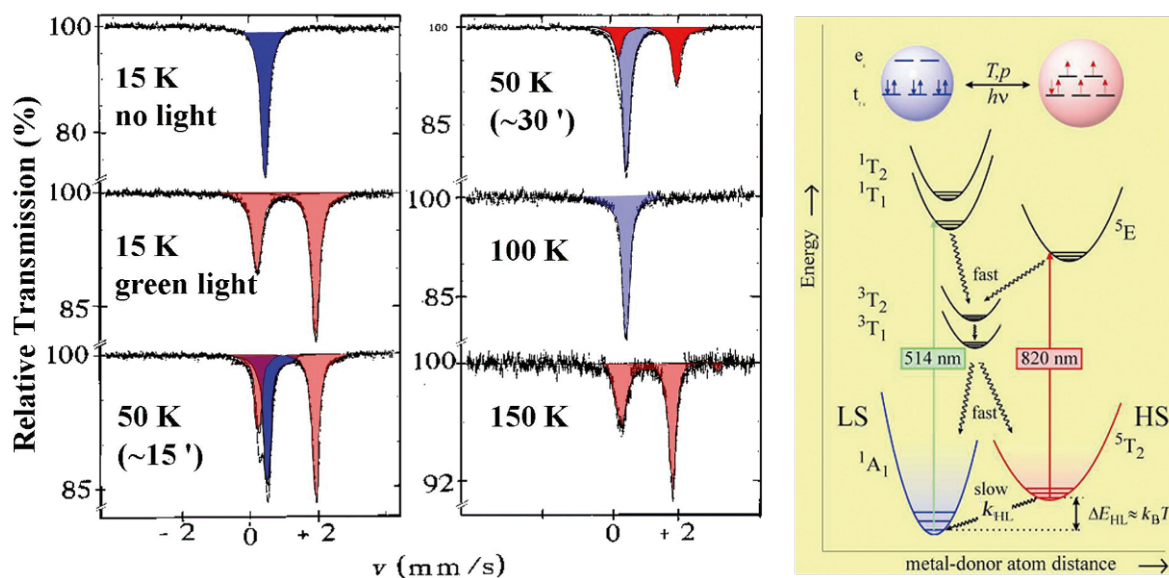 Relative Transmission (%)
100
80
15 K
no light
100
85
15 K
green light
100
85
50 K
(~15 ')
- 2
0
+ 2
100
85
50 K
(~30 ')
100
85
100 K
100
92
150 K
- 2
0
+ 2
v (mm/s)
e
t
T,p
hν
Energy
¹T₂
¹T₁
⁵E
fast
³T₂
³T₁
514 nm
820 nm
fast
LS
HS
¹A₁
⁵T₂
slow
k_HL
ΔE_HL ≈ k_BT
metal-donor atom distance